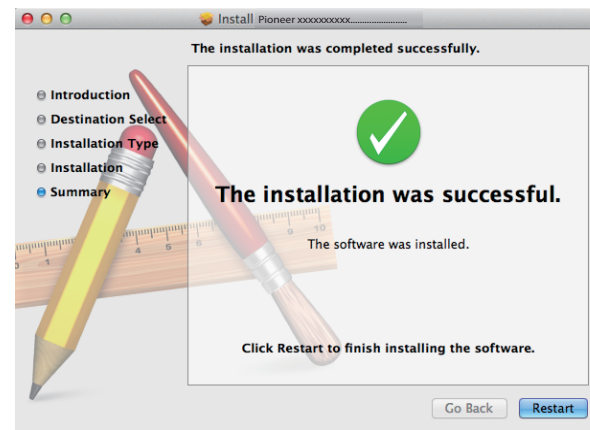 Install Pioneer xxxxxxxxxx........................
The installation was completed successfully.
Introduction
Destination Select
Installation Type
Installation
Summary
The installation was successful.
The software was installed.
Click Restart to finish installing the software.
Go Back
Restart